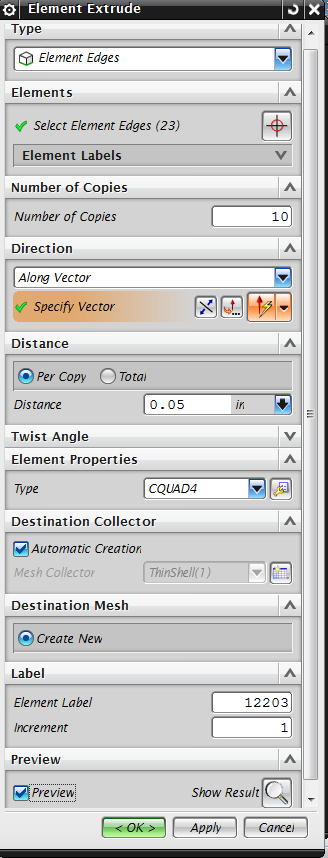 Element Extrude
Type
Element Edges
Elements
Select Element Edges (23)
Element Labels
Number of Copies
Number of Copies 10
Direction
Along Vector
Specify Vector
Distance
Per Copy Total
Distance 0.05 in
Twist Angle
Element Properties
Type CQUAD4
Destination Collector
Automatic Creation
Mesh Collector ThinShell(1)
Destination Mesh
Create New
Label
Element Label 12203
Increment 1
Preview
Preview Show Result
< OK > Apply Cancel